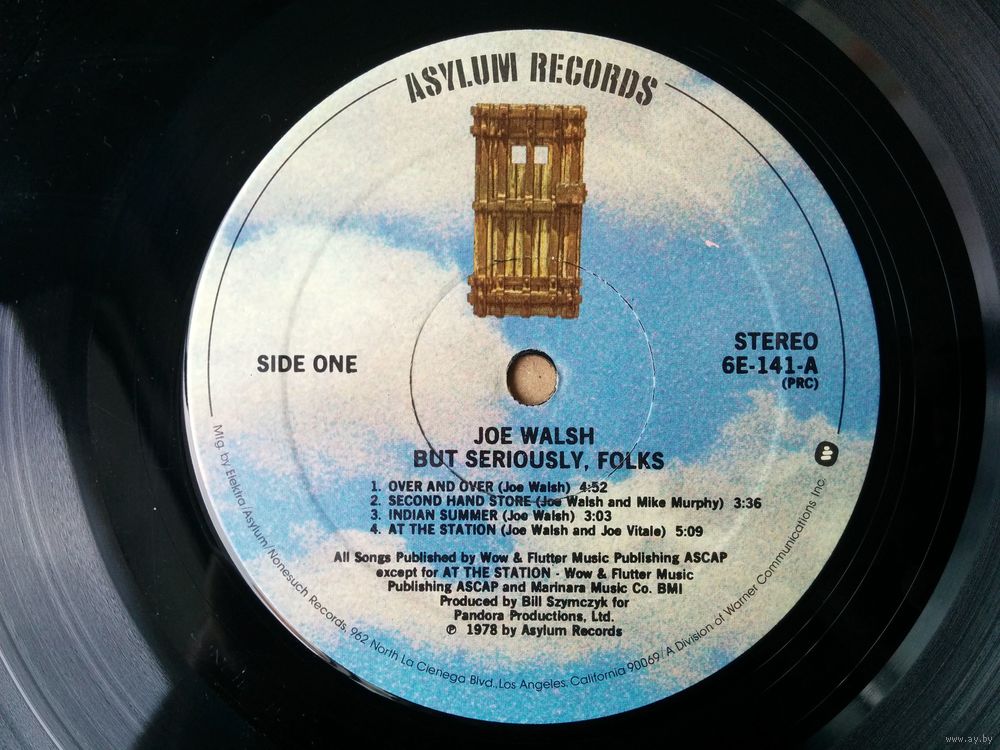 ASYLUM RECORDS
SIDE ONE
STEREO
6E-141-A
(PRC)
JOE WALSH
BUT SERIOUSLY, FOLKS
1. OVER AND OVER (Joe Walsh) 4:52
2. SECOND HAND STORE (Joe Walsh and Mike Murphy) 3:36
3. INDIAN SUMMER (Joe Walsh) 3:03
4. AT THE STATION (Joe Walsh and Joe Vitale) 5:09
All Songs Published by Wow & Flutter Music Publishing ASCAP
except for AT THE STATION - Wow & Flutter Music
Publishing ASCAP and Marinara Music Co. BMI
Produced by Bill Szymczyk for
Pandora Productions, Ltd.
℗ 1978 by Asylum Records
Mfg. by Elektra/Asylum/Nonesuch Records, 962 North La Cienega Blvd., Los Angeles, California 90069/A Division of Warner Communications Inc.
www.ay.by